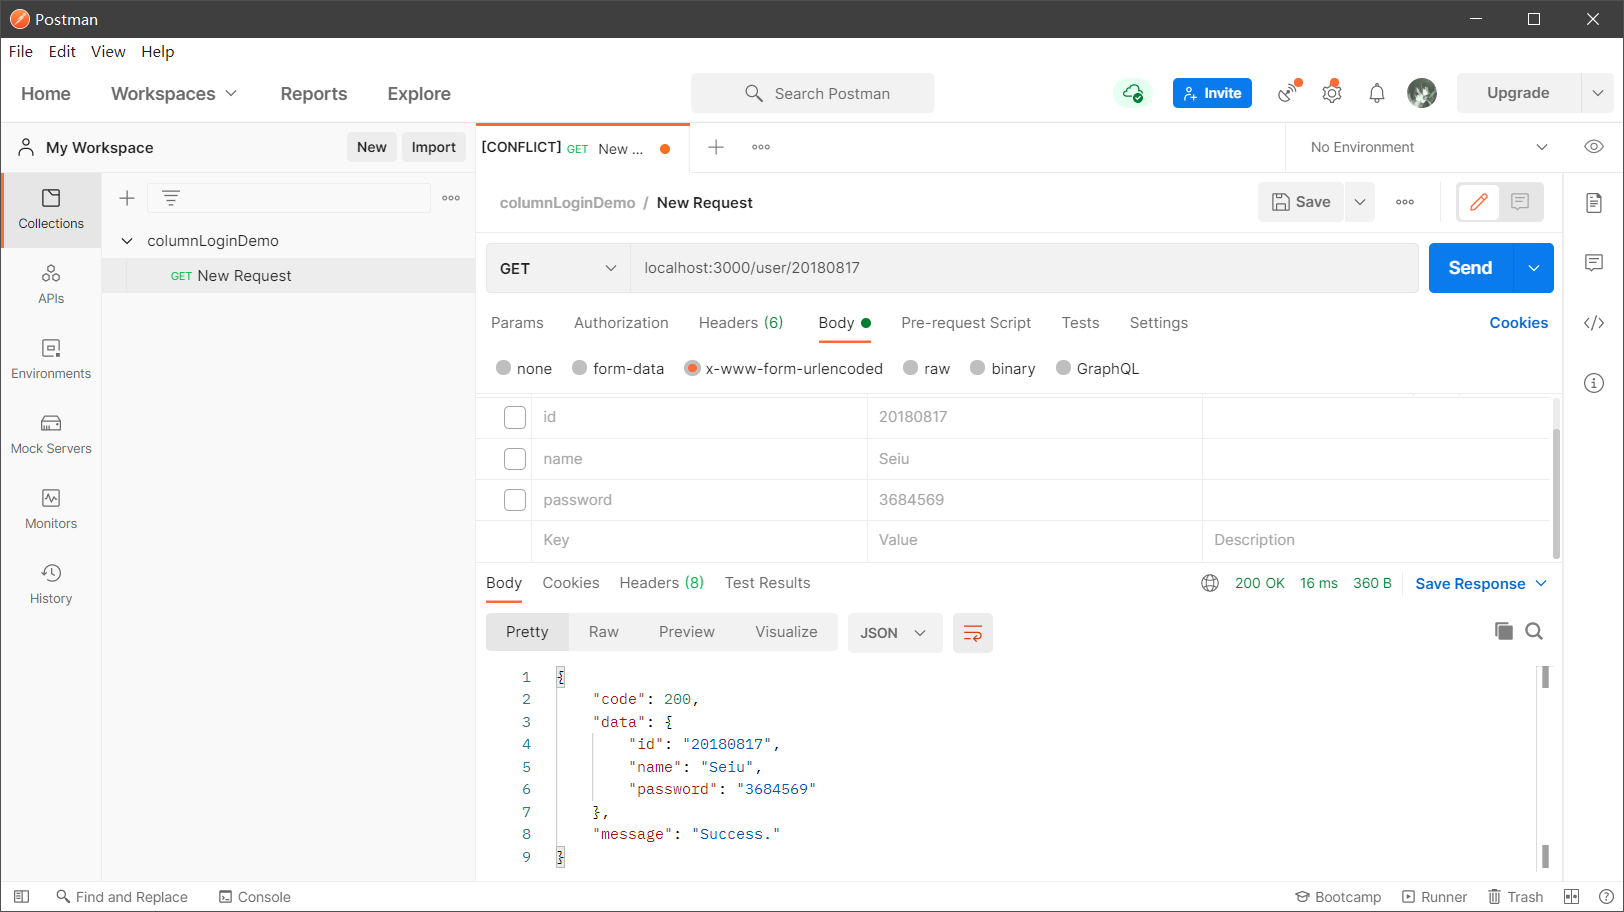 Postman
File Edit View Help
Home Workspaces Reports Explore Search Postman Invite Upgrade
My Workspace New Import [CONFLICT] GET New ... No Environment
Collections
APIs
Environments
Mock Servers
Monitors
History
columnLoginDemo
GET New Request
columnLoginDemo / New Request Save
GET localhost:3000/user/20180817 Send
Params Authorization Headers (6) Body Pre-request Script Tests Settings Cookies
none form-data x-www-form-urlencoded raw binary GraphQL
id 20180817
name Seiu
password 3684569
Key Value Description
Body Cookies Headers (8) Test Results 200 OK 16 ms 360 B Save Response
Pretty Raw Preview Visualize JSON
1 {
2 "code": 200,
3 "data": {
4 "id": "20180817",
5 "name": "Seiu",
6 "password": "3684569"
7 },
8 "message": "Success."
9 }
Find and Replace Console Bootcamp Runner Trash